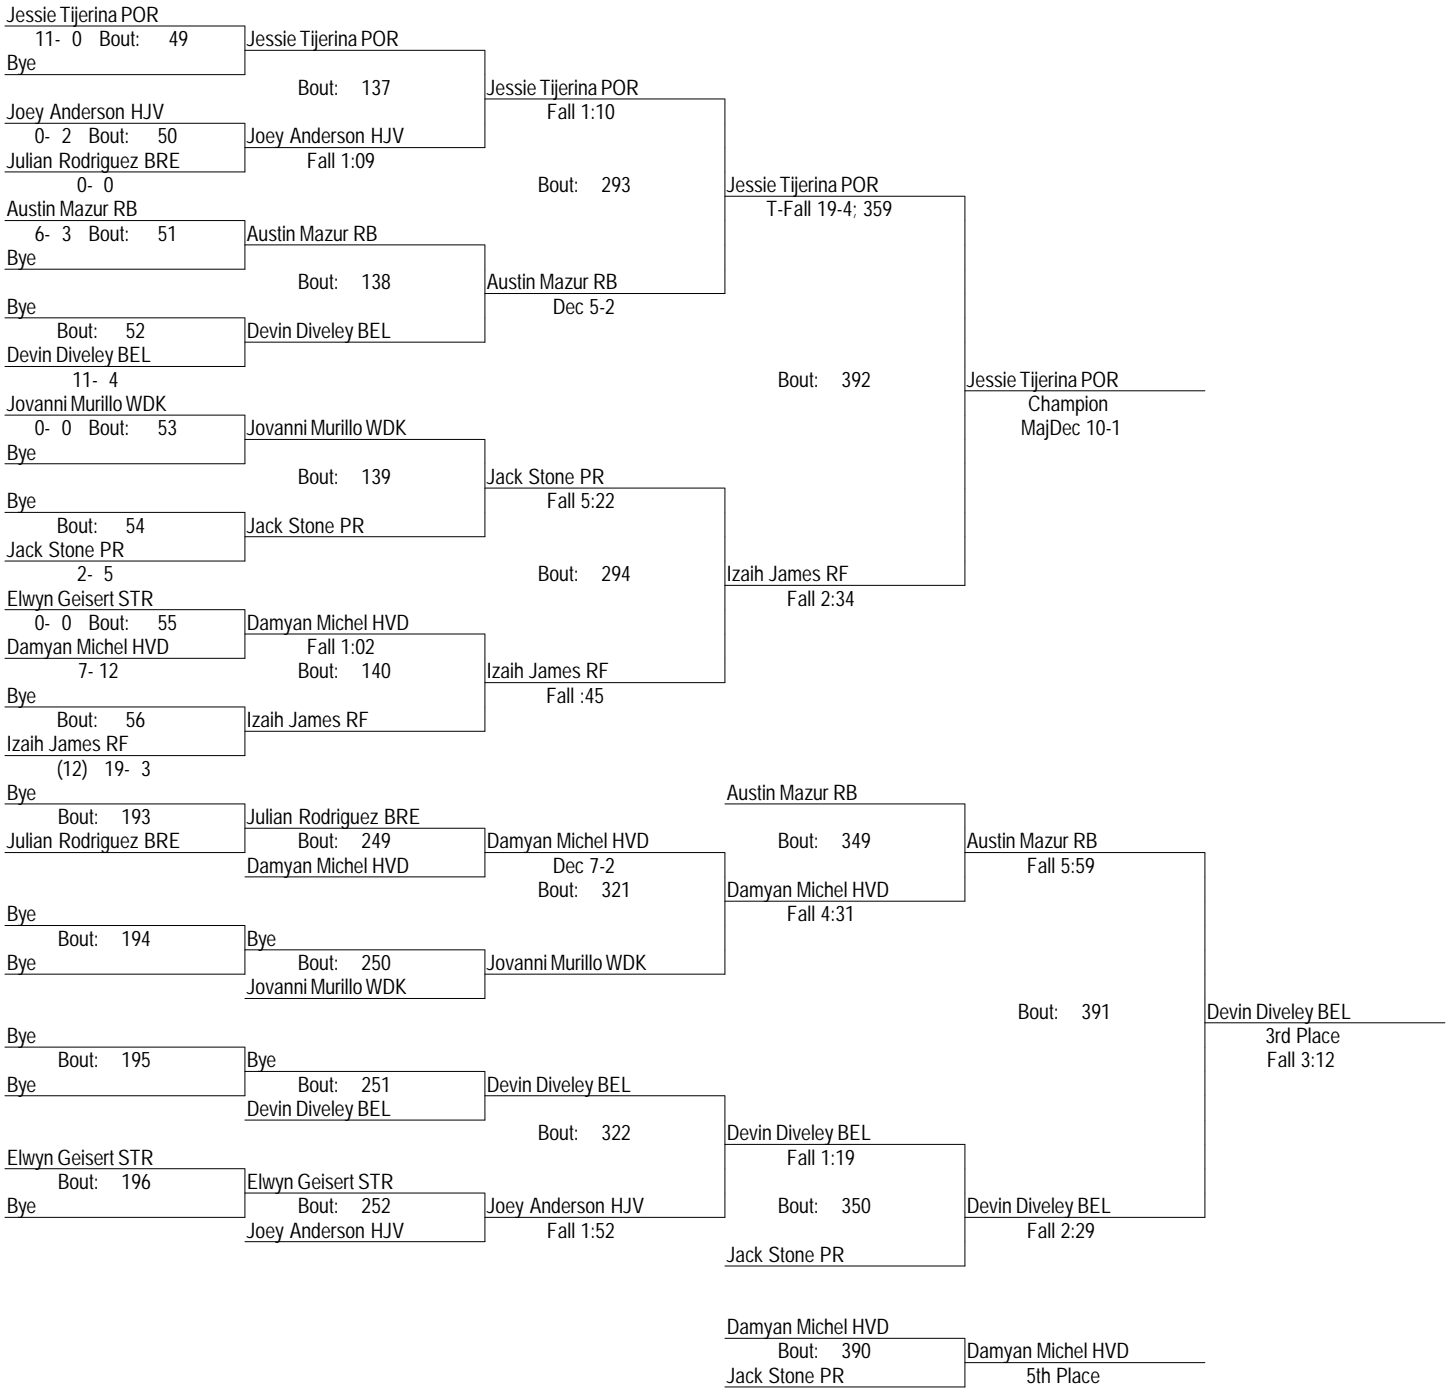 Jessie Tijerina POR
11- 0 Bout: 49 Jessie Tijerina POR
Bye
Bout: 137 Jessie Tijerina POR
Joey Anderson HJV Fall 1:10
0- 2 Bout: 50 Joey Anderson HJV
Julian Rodriguez BRE Fall 1:09
0- 0 Bout: 293 Jessie Tijerina POR
Austin Mazur RB T-Fall 19-4; 359
6- 3 Bout: 51 Austin Mazur RB
Bye
Bout: 138 Austin Mazur RB
Bye Dec 5-2
Bout: 52 Devin Diveley BEL
Devin Diveley BEL
11- 4 Bout: 392 Jessie Tijerina POR
Jovanni Murillo WDK Champion
0- 0 Bout: 53 Jovanni Murillo WDK MajDec 10-1
Bye
Bout: 139 Jack Stone PR
Bye Fall 5:22
Bout: 54 Jack Stone PR
Jack Stone PR
2- 5 Bout: 294 Izaih James RF
Elwyn Geisert STR Fall 2:34
0- 0 Bout: 55 Damyan Michel HVD
Damyan Michel HVD Fall 1:02
7- 12 Bout: 140 Izaih James RF
Bye Fall :45
Bout: 56 Izaih James RF
Izaih James RF
(12) 19- 3
Bye Austin Mazur RB
Bout: 193 Julian Rodriguez BRE
Julian Rodriguez BRE Bout: 249 Damyan Michel HVD Bout: 349 Austin Mazur RB
Damyan Michel HVD Dec 7-2 Fall 5:59
Bout: 321 Damyan Michel HVD
Bye Fall 4:31
Bout: 194 Bye
Bye Bout: 250 Jovanni Murillo WDK
Jovanni Murillo WDK
Bout: 391 Devin Diveley BEL
Bye 3rd Place
Bout: 195 Bye Fall 3:12
Bye Bout: 251 Devin Diveley BEL
Devin Diveley BEL
Bout: 322 Devin Diveley BEL
Elwyn Geisert STR Fall 1:19
Bout: 196 Elwyn Geisert STR
Bye Bout: 252 Joey Anderson HJV Bout: 350 Devin Diveley BEL
Joey Anderson HJV Fall 1:52 Fall 2:29
Jack Stone PR
Damyan Michel HVD
Bout: 390 Damyan Michel HVD
Jack Stone PR 5th Place